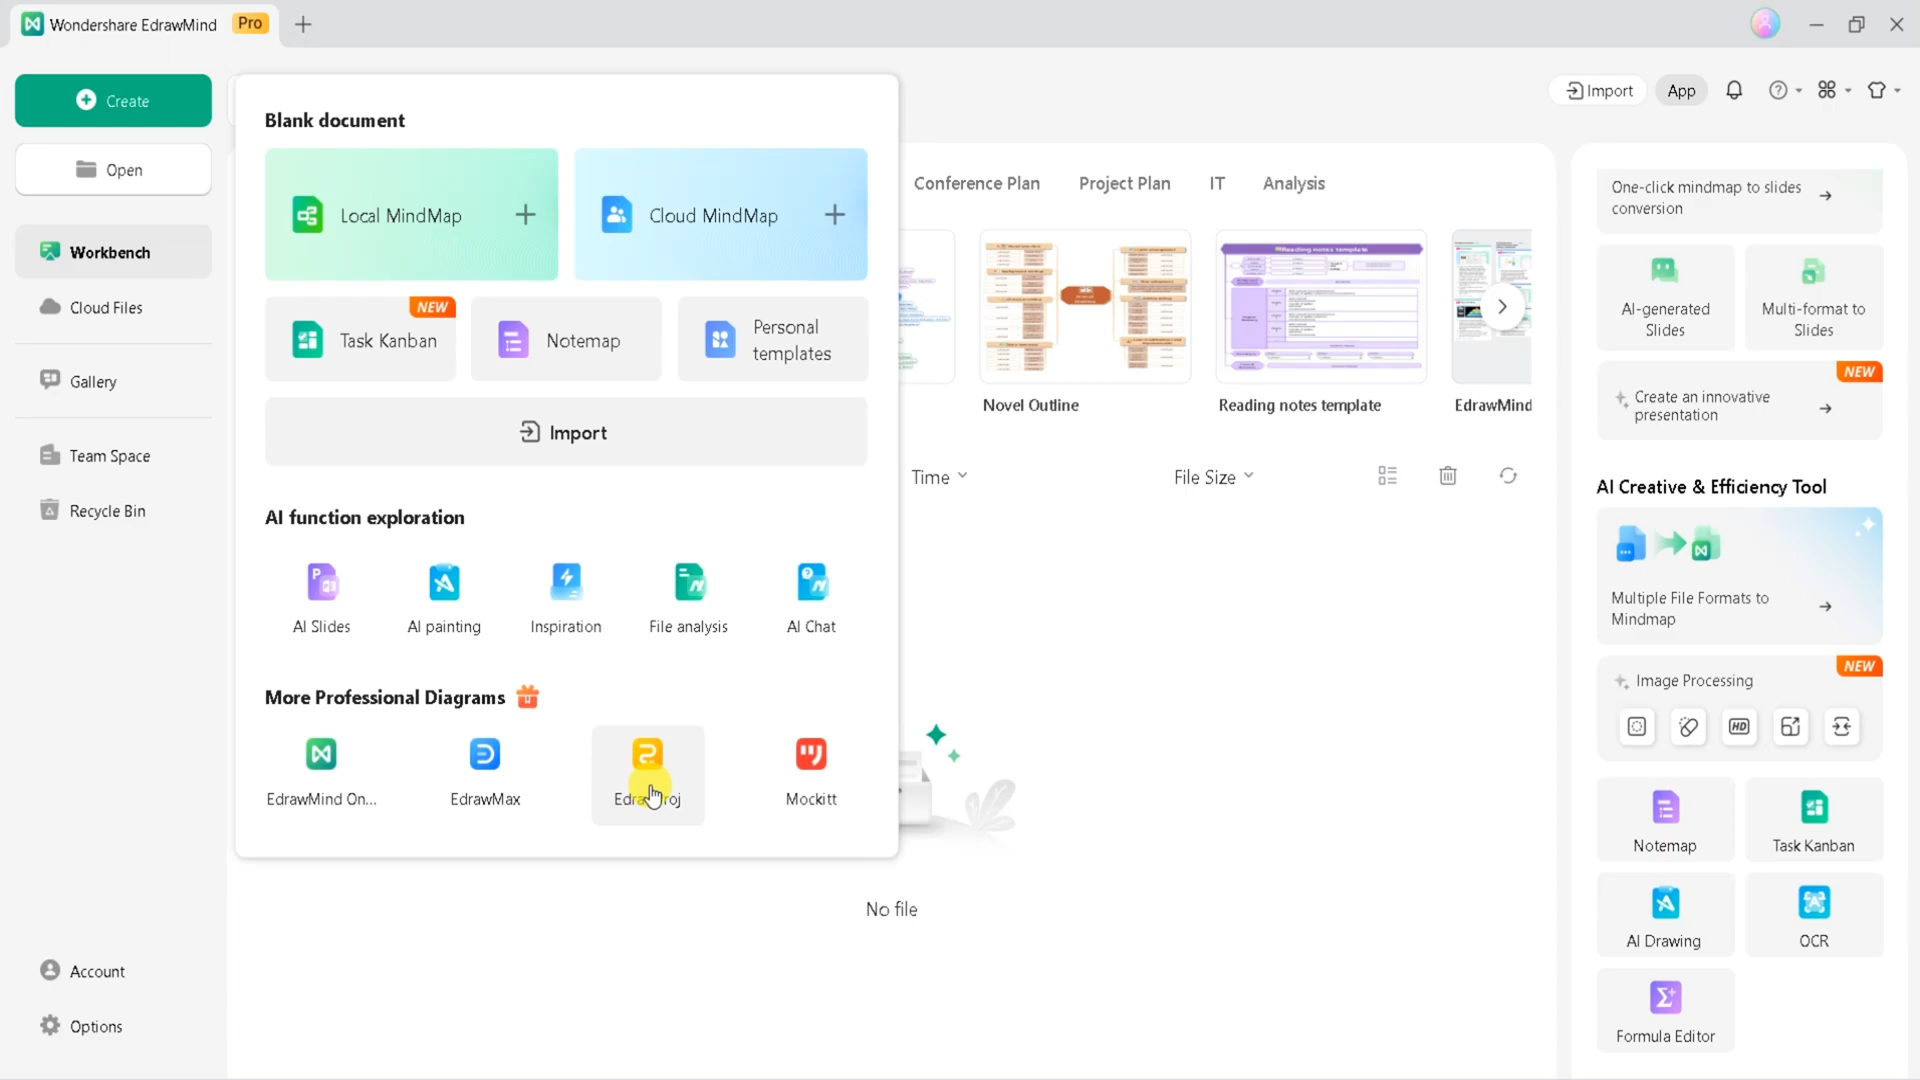 Wondershare EdrawMind Pro
Create
Open
Workbench
Cloud Files
Gallery
Team Space
Recycle Bin
Account
Options
Blank document
Local MindMap
Cloud MindMap
NEW
Task Kanban
Notemap
Personal
templates
Import
AI function exploration
AI Slides
AI painting
Inspiration
File analysis
AI Chat
More Professional Diagrams
EdrawMind On...
EdrawMax
Mockitt
Import
App
Conference Plan
Project Plan
IT
Analysis
Reading notes template
Novel Outline
Reading notes template
EdrawMind
Time
File Size
No file
One-click mindmap to slides
conversion
AI-generated
Slides
Multi-format to
Slides
NEW
Create an innovative
presentation
AI Creative & Efficiency Tool
Multiple File Formats to
Mindmap
NEW
Image Processing
HD
Notemap
Task Kanban
AI Drawing
OCR
Formula Editor